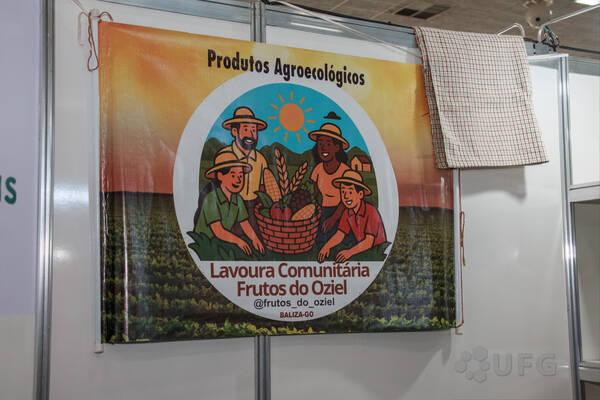 Produtos Agroecológicos
Lavoura Comunitária
Frutos do Oziel
@frutos_do_oziel
BALIZA-GO
UFG